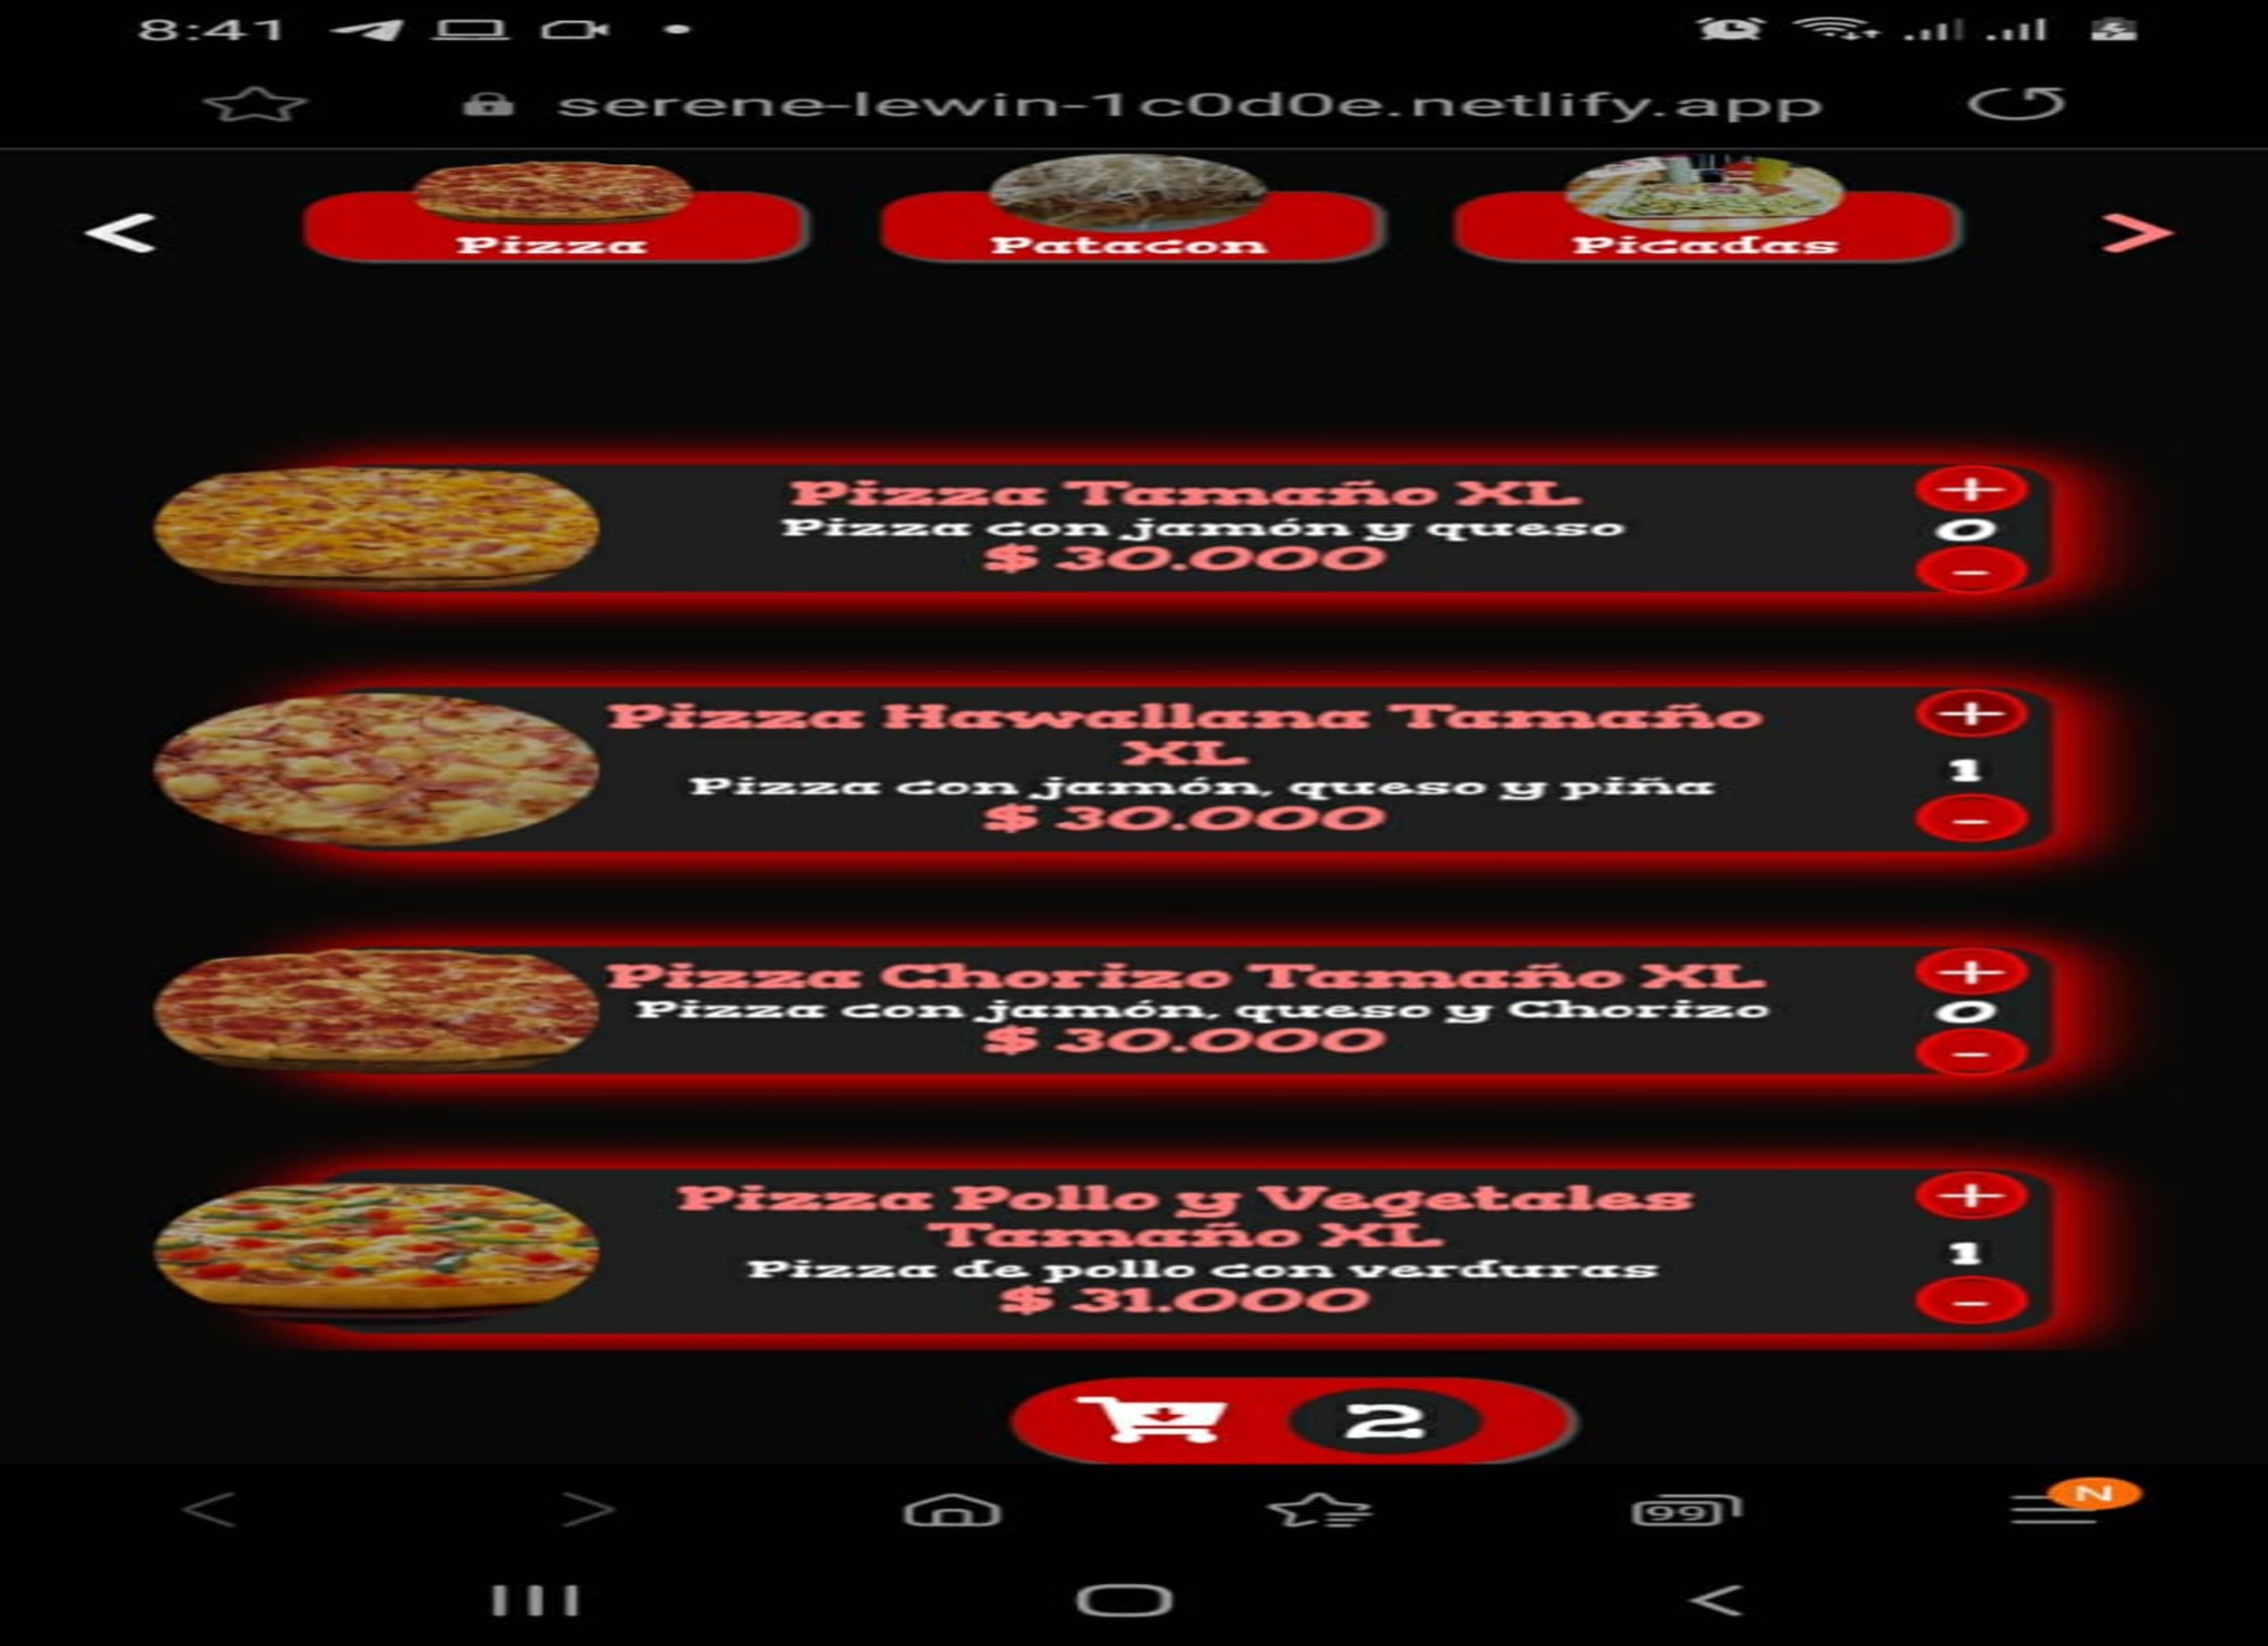 8:41
serene-lewin-1c0d0e.netlify.app
< Pizza Patacon Picadas >
Pizza Tamaño XL
Pizza con jamón y queso
$ 30.000
+
0
-
Pizza Hawallana Tamaño
XL
Pizza con jamón, queso y piña
$ 30.000
+
1
-
Pizza Chorizo Tamaño XL
Pizza con jamón, queso y Chorizo
$ 30.000
+
0
-
Pizza Pollo y Vegetales
Tamaño XL
Pizza de pollo con verduras
$ 31.000
+
1
-
2
99
N